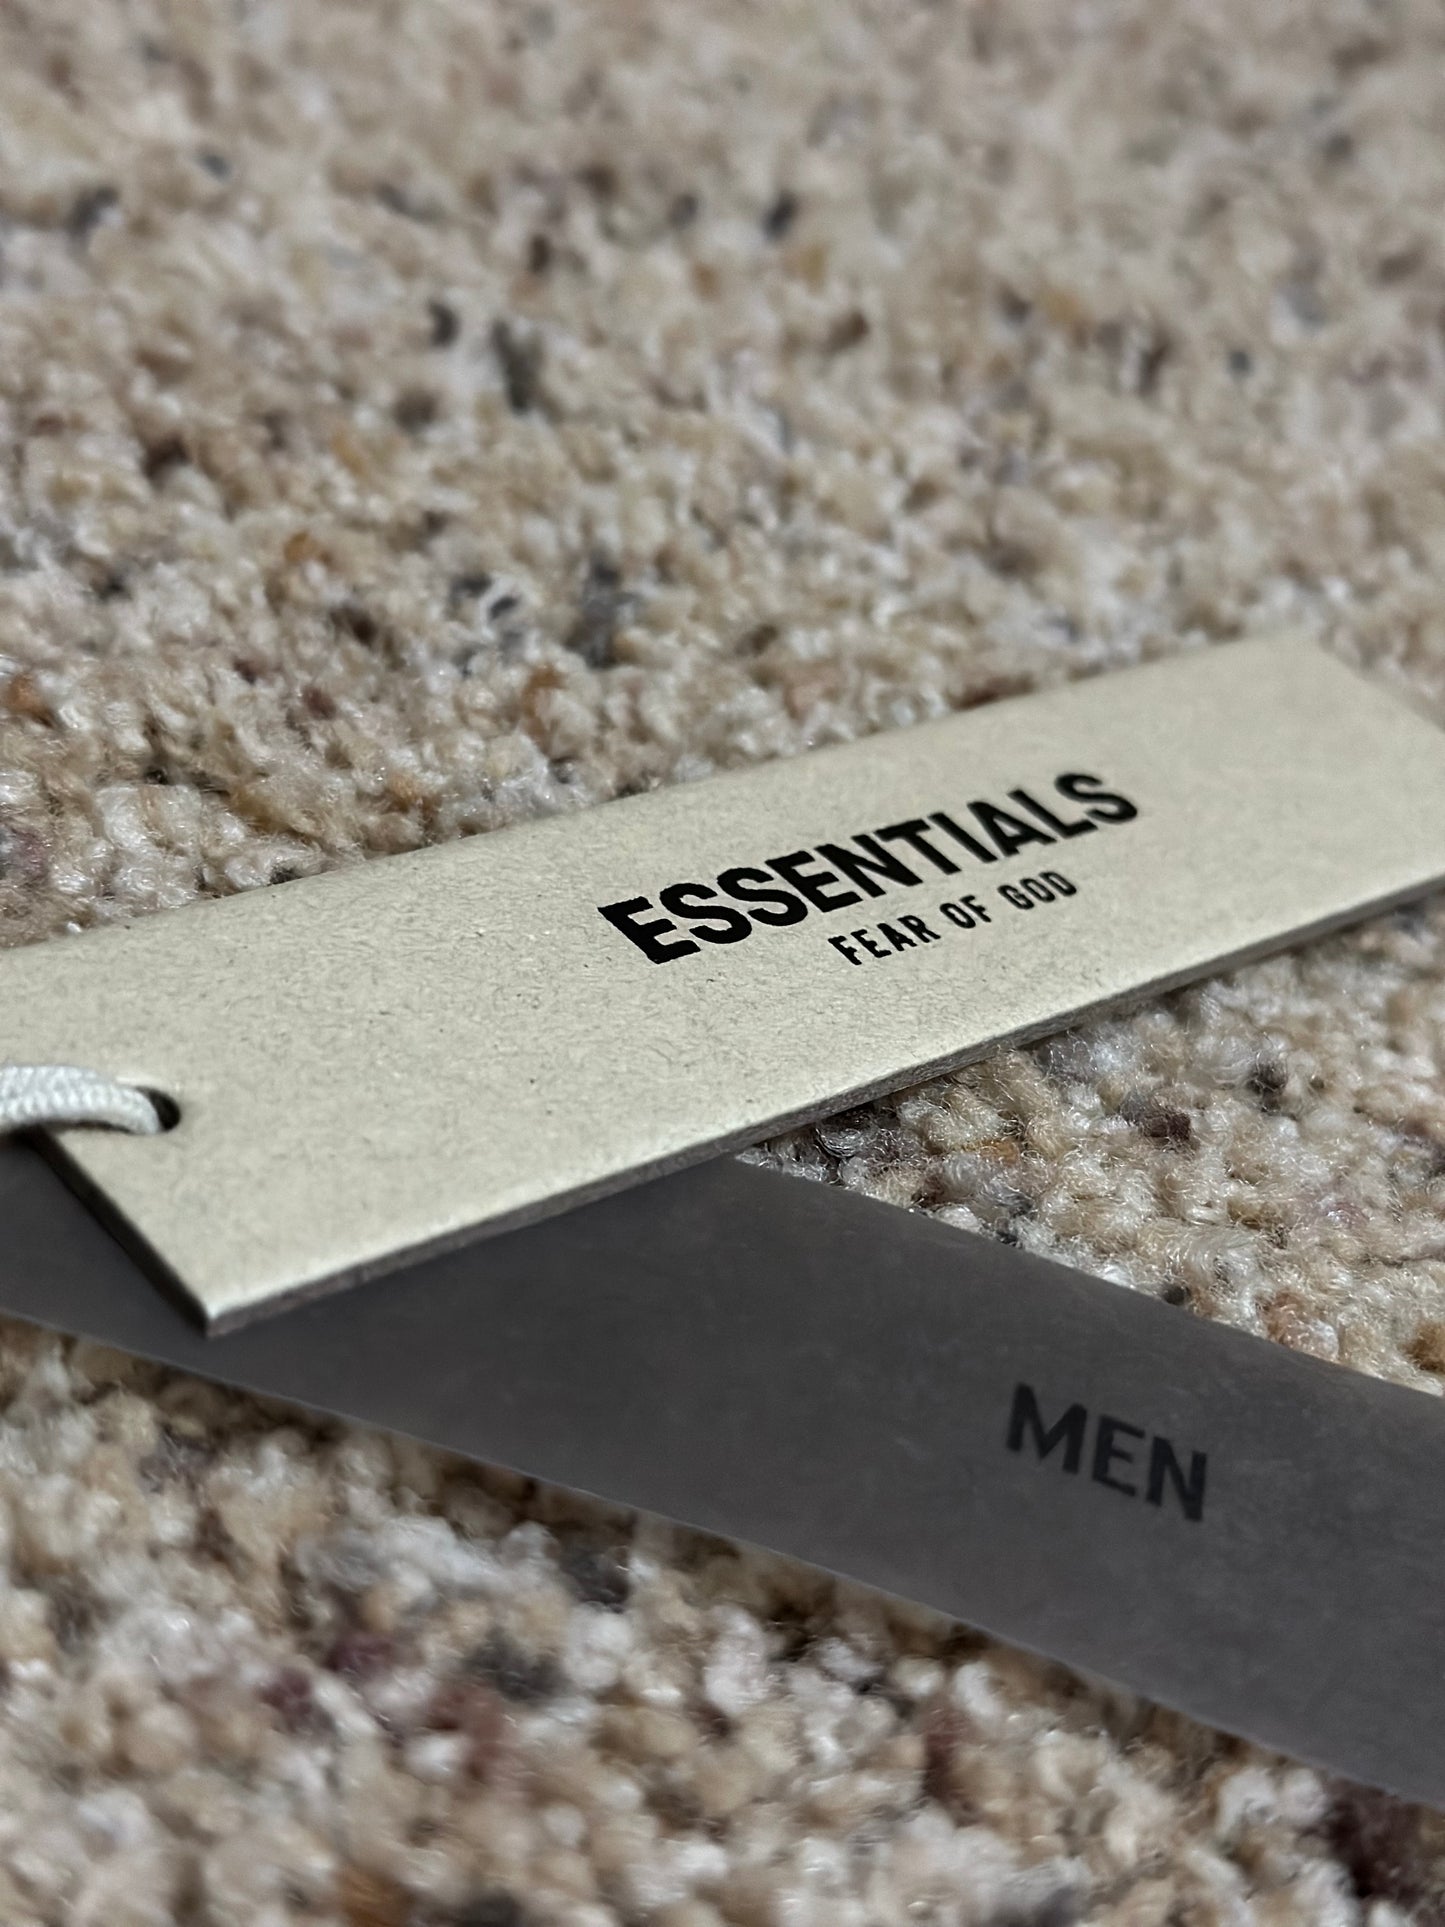 ESSENTIALS
FEAR OF GOD
MEN